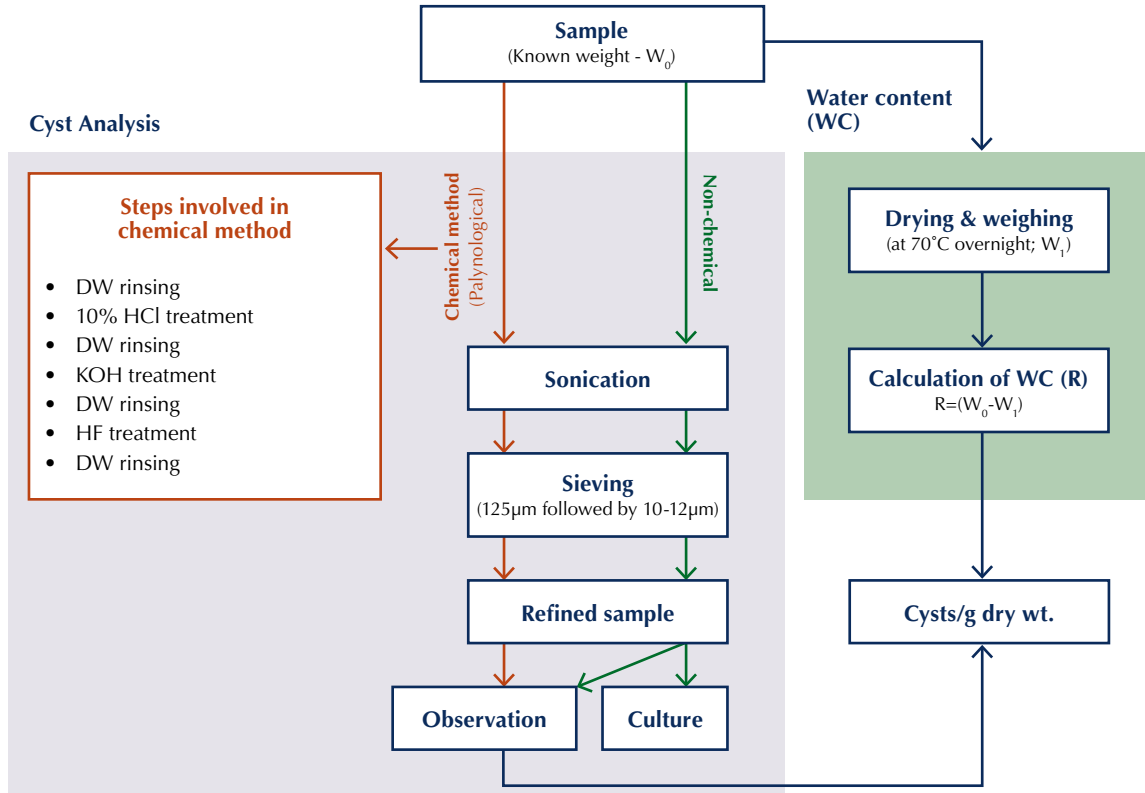 Sample
(Known weight - W₀)
Water content
(WC)
Cyst Analysis
Steps involved in
chemical method
• DW rinsing
• 10% HCl treatment
• DW rinsing
• KOH treatment
• DW rinsing
• HF treatment
• DW rinsing
Chemical method
(Palynological)
Non-chemical
Drying & weighing
(at 70˚C overnight; W₁)
Sonication
Calculation of WC (R)
R=(W₀-W₁)
Sieving
(125µm followed by 10-12µm)
Refined sample
Cysts/g dry wt.
Observation
Culture